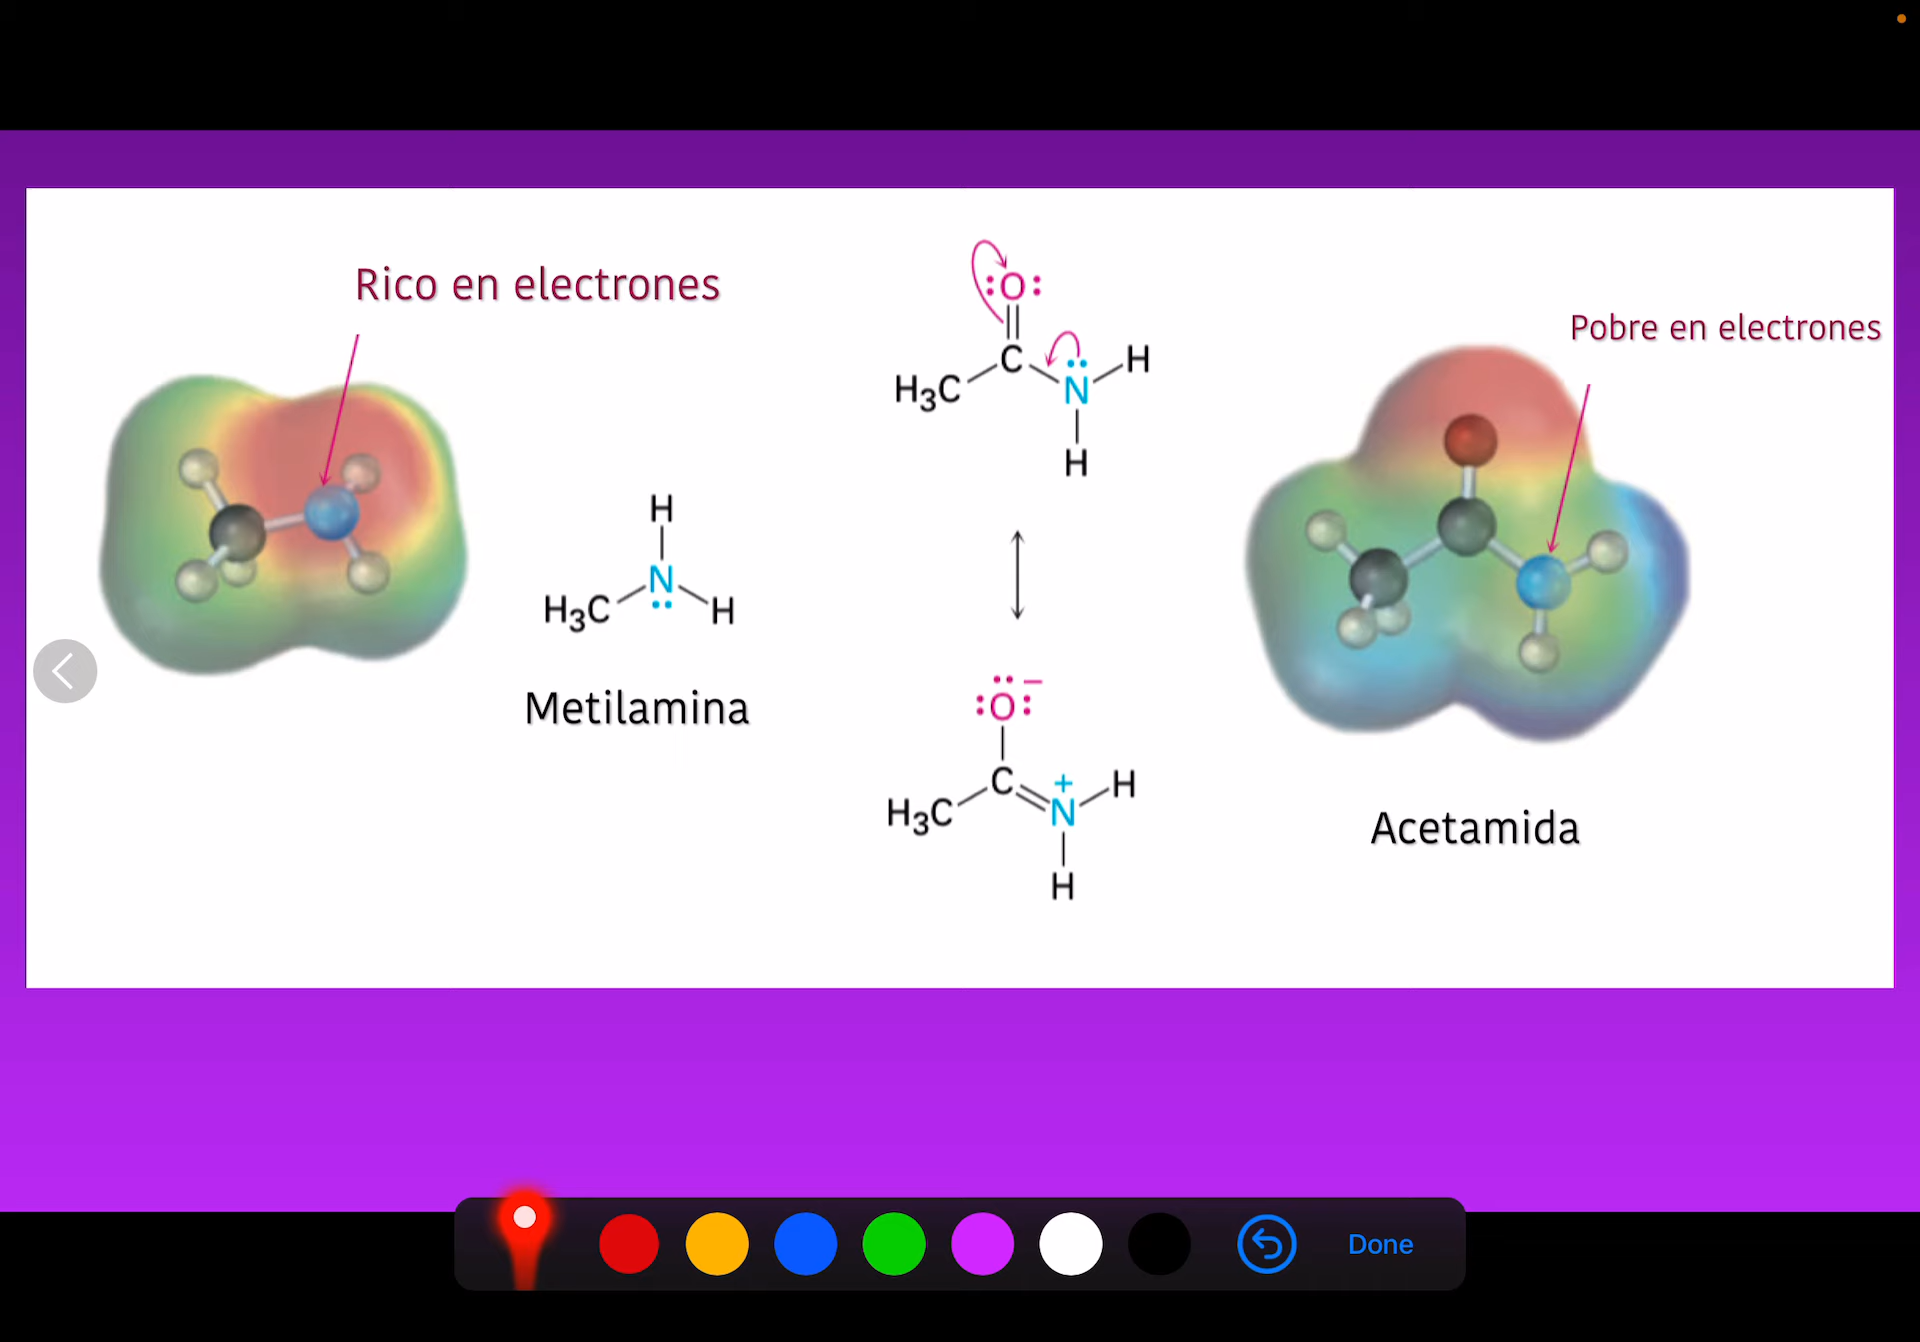 Rico en electrones
Pobre en electrones
:O:
C
H
H₃C
N
H
H
N
H₃C
H
Metilamina
:O:⁻
C
+
H
H₃C
N
H
Acetamida
Done